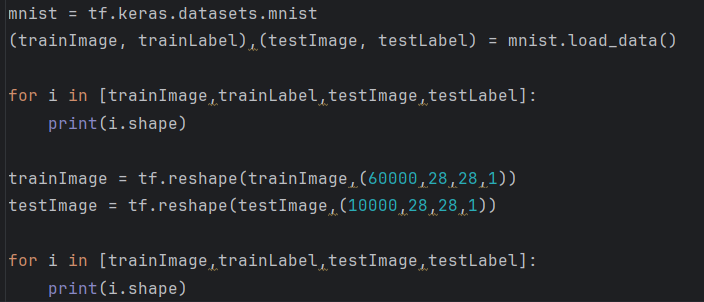 mnist = tf.keras.datasets.mnist
(trainImage, trainLabel),(testImage, testLabel) = mnist.load_data()
for i in [trainImage,trainLabel,testImage,testLabel]:
    print(i.shape)
trainImage = tf.reshape(trainImage,(60000,28,28,1))
testImage = tf.reshape(testImage,(10000,28,28,1))
for i in [trainImage,trainLabel,testImage,testLabel]:
    print(i.shape)